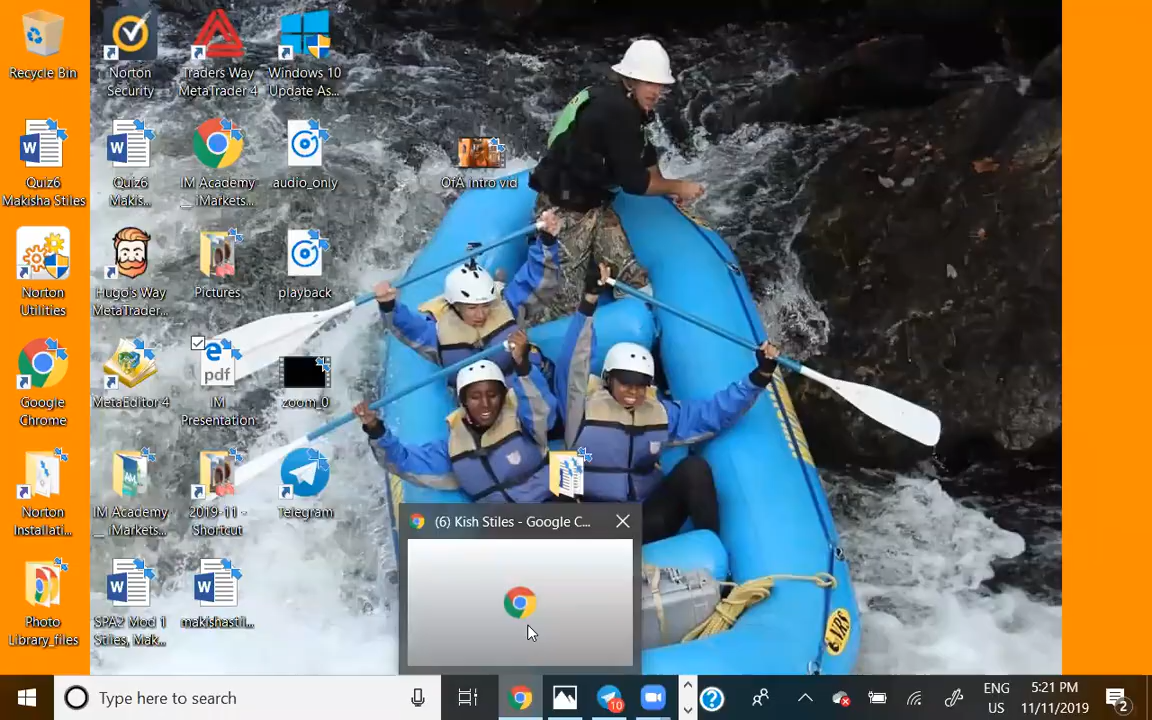 Recycle Bin
Norton
Security
Traders Way
MetaTrader 4
Windows 10
Update As...
Quiz6
Makisha Stiles
Quiz6
Makis...
IM Academy
_ iMarkets...
audio_only
OfA Intro vid
Norton
Utilities
Hugo's Way
MetaTrader...
Pictures
playback
Google
Chrome
MetaEditor 4
pdf
IM
Presentation
zoom_0
Norton
Installati...
IM Academy
_ iMarkets...
2019-11 -
Shortcut
Telegram
Photo
Library_files
SPA2 Mod 1
Stiles, Mak...
makishastil...
(6) Kish Stiles - Google C...
NRS
Type here to search
10
ENG
US
5:21 PM
11/11/2019
2